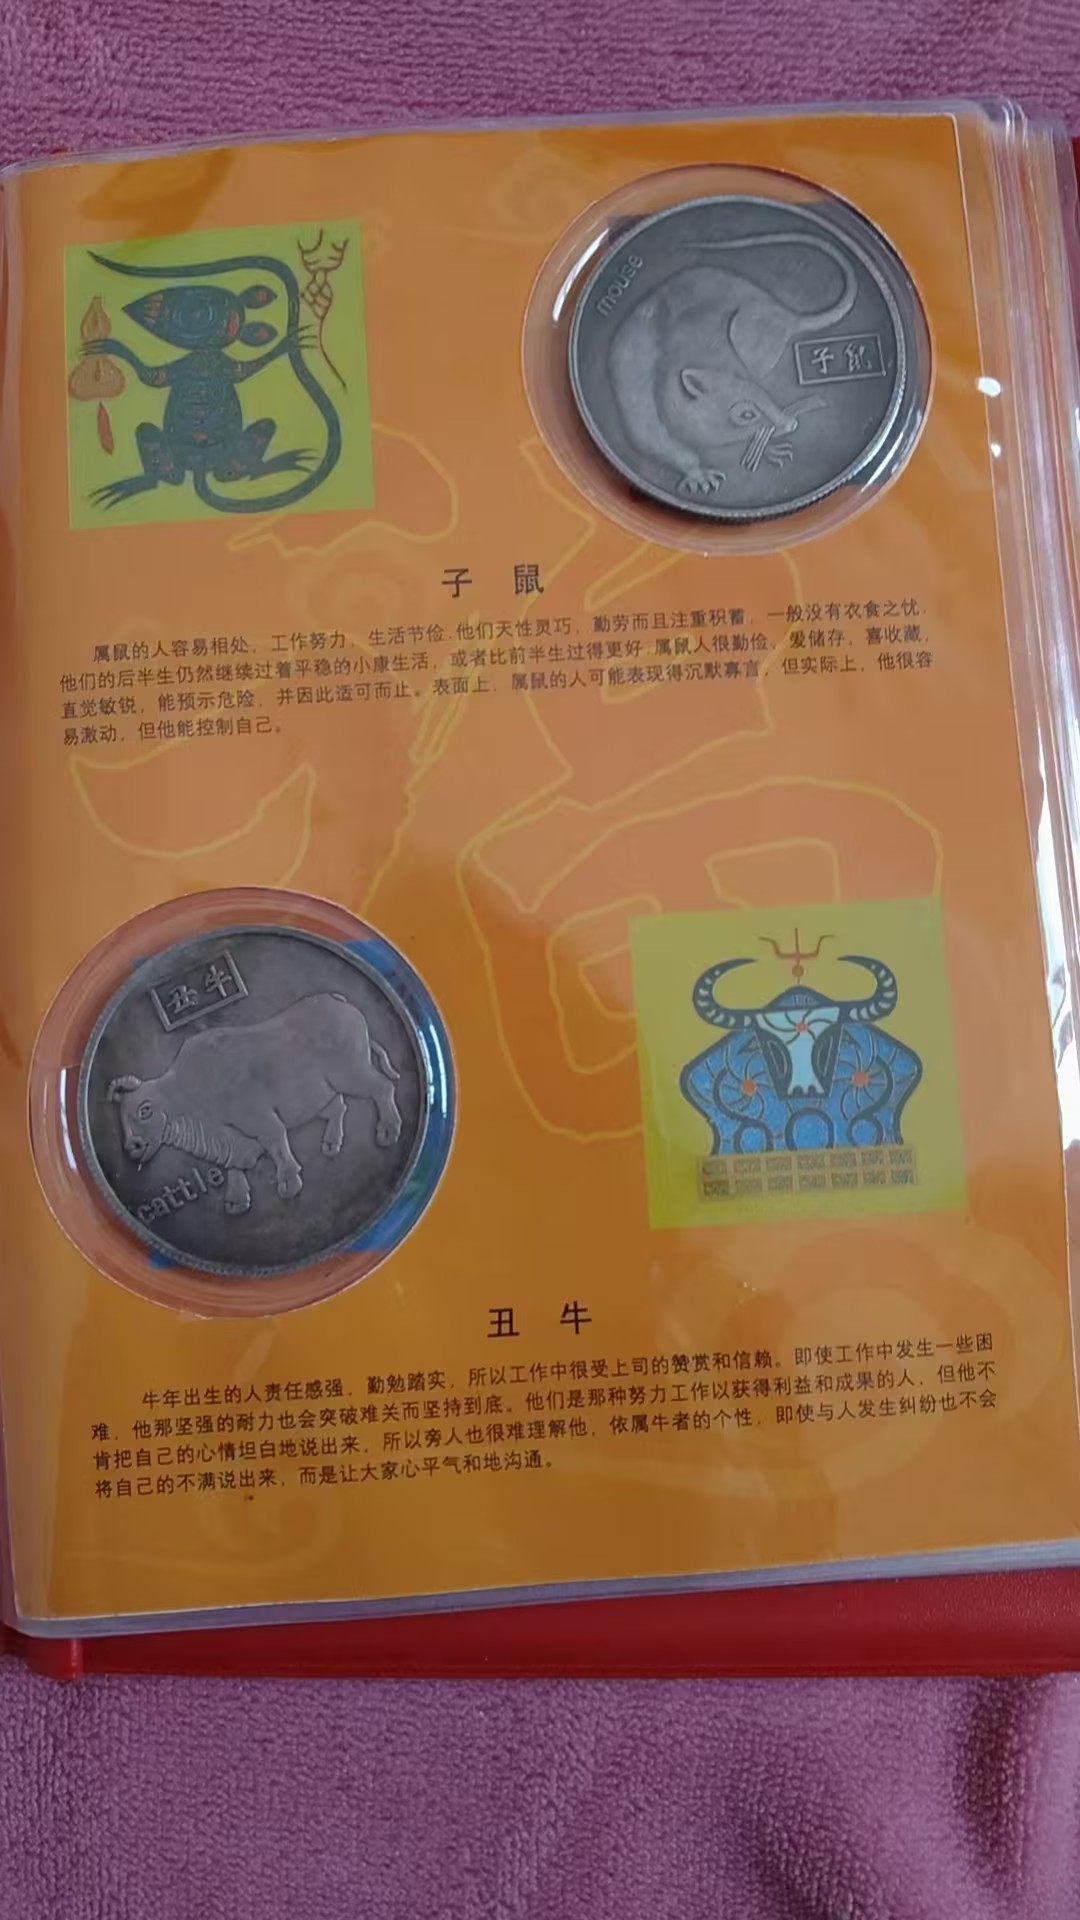 mouse
子鼠
子 鼠
属鼠的人容易相处，工作努力，生活节俭，他们天性灵巧，勤劳而且注重积蓄，一般没有衣食之忧，
他们的后半生仍然继续过着平稳的小康生活，或者比前半生过得更好，属鼠人很勤俭，爱储存，喜收藏，
直觉敏锐，能预示危险，并因此适可而止。表面上，属鼠的人可能表现得沉默寡言，但实际上，他很容
易激动，但他能控制自己。
丑牛
cattle
丑 牛
牛年出生的人责任感强，勤勉踏实，所以工作中很受上司的赞赏和信赖。即使工作中发生一些困
难，他那坚强的耐力也会突破难关而坚持到底。他们是那种努力工作以获得利益和成果的人，但他不
肯把自己的心情坦白地说出来，所以旁人也很难理解他，依属牛者的个性，即使与人发生纠纷也不会
将自己的不满说出来，而是让大家心平气和地沟通。